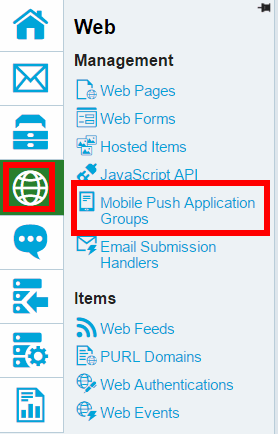 Web
Management
Web Pages
Web Forms
Hosted Items
JavaScript API
Mobile Push Application
Groups
Email Submission
Handlers
Items
Web Feeds
PURL Domains
Web Authentications
Web Events